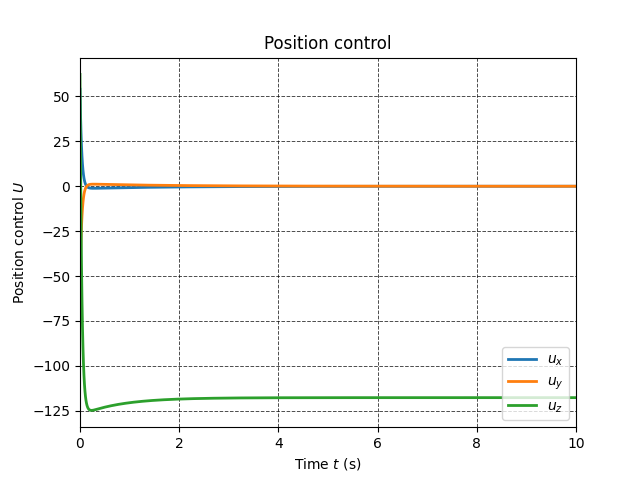 Position control
50
25
0
−25
−50
−75
−100
−125
Position control U
0 2 4 6 8 10
Time t (s)
u_x
u_y
u_z